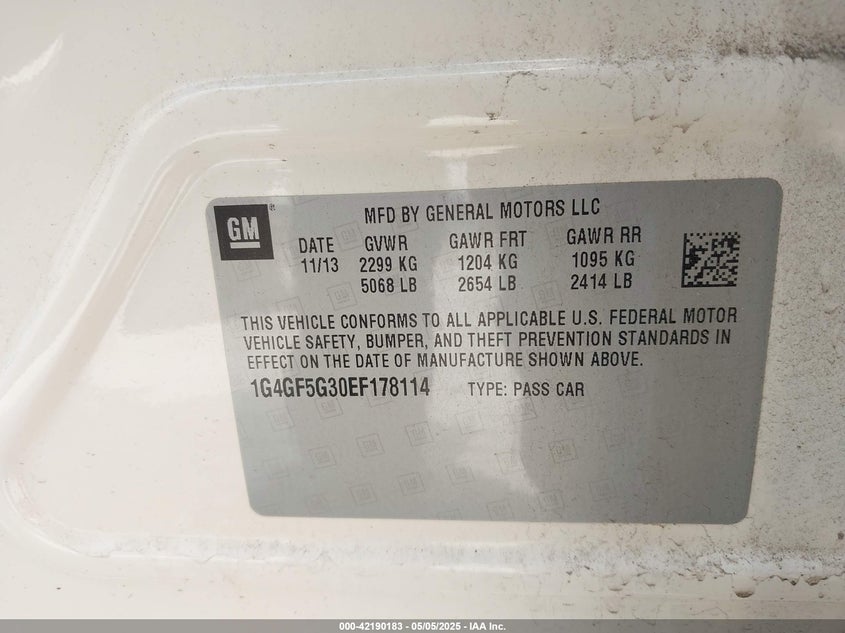 GM
MFD BY GENERAL MOTORS LLC
DATE GVWR GAWR FRT GAWR RR
11/13 2299 KG 1204 KG 1095 KG
5068 LB 2654 LB 2414 LB
THIS VEHICLE CONFORMS TO ALL APPLICABLE U.S. FEDERAL MOTOR
VEHICLE SAFETY, BUMPER, AND THEFT PREVENTION STANDARDS IN
EFFECT ON THE DATE OF MANUFACTURE SHOWN ABOVE.
1G4GF5G30EF178114 TYPE: PASS CAR
000-42190183 - 05/05/2025 - IAA Inc.